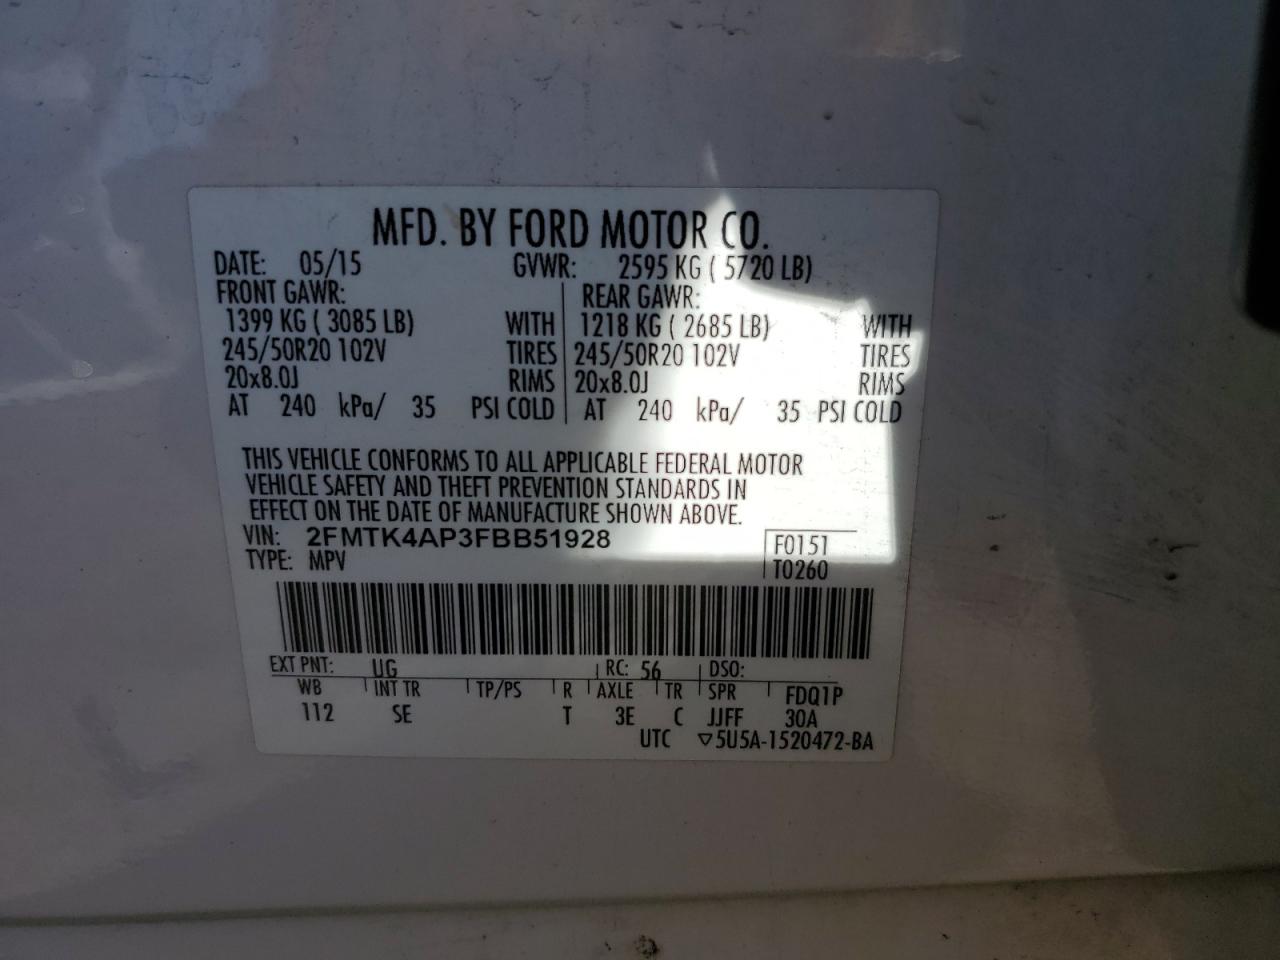 MFD. BY FORD MOTOR CO.
DATE: 05/15 GVWR: 2595 KG ( 5720 LB)
FRONT GAWR: REAR GAWR:
1399 KG ( 3085 LB) WITH 1218 KG ( 2685 LB) WITH
245/50R20 102V TIRES 245/50R20 102V TIRES
20x8.0J RIMS 20x8.0J RIMS
AT 240 kPa/ 35 PSI COLD AT 240 kPa/ 35 PSI COLD
THIS VEHICLE CONFORMS TO ALL APPLICABLE FEDERAL MOTOR
VEHICLE SAFETY AND THEFT PREVENTION STANDARDS IN
EFFECT ON THE DATE OF MANUFACTURE SHOWN ABOVE.
VIN: 2FMTK4AP3FBB51928 F0151
TYPE: MPV T0260
EXT PNT: UG RC: 56 DSO:
WB INT TR TP/PS R AXLE TR SPR FDQ1P
112 SE T 3E C JJFF 30A
UTC ▽5U5A-1520472-BA